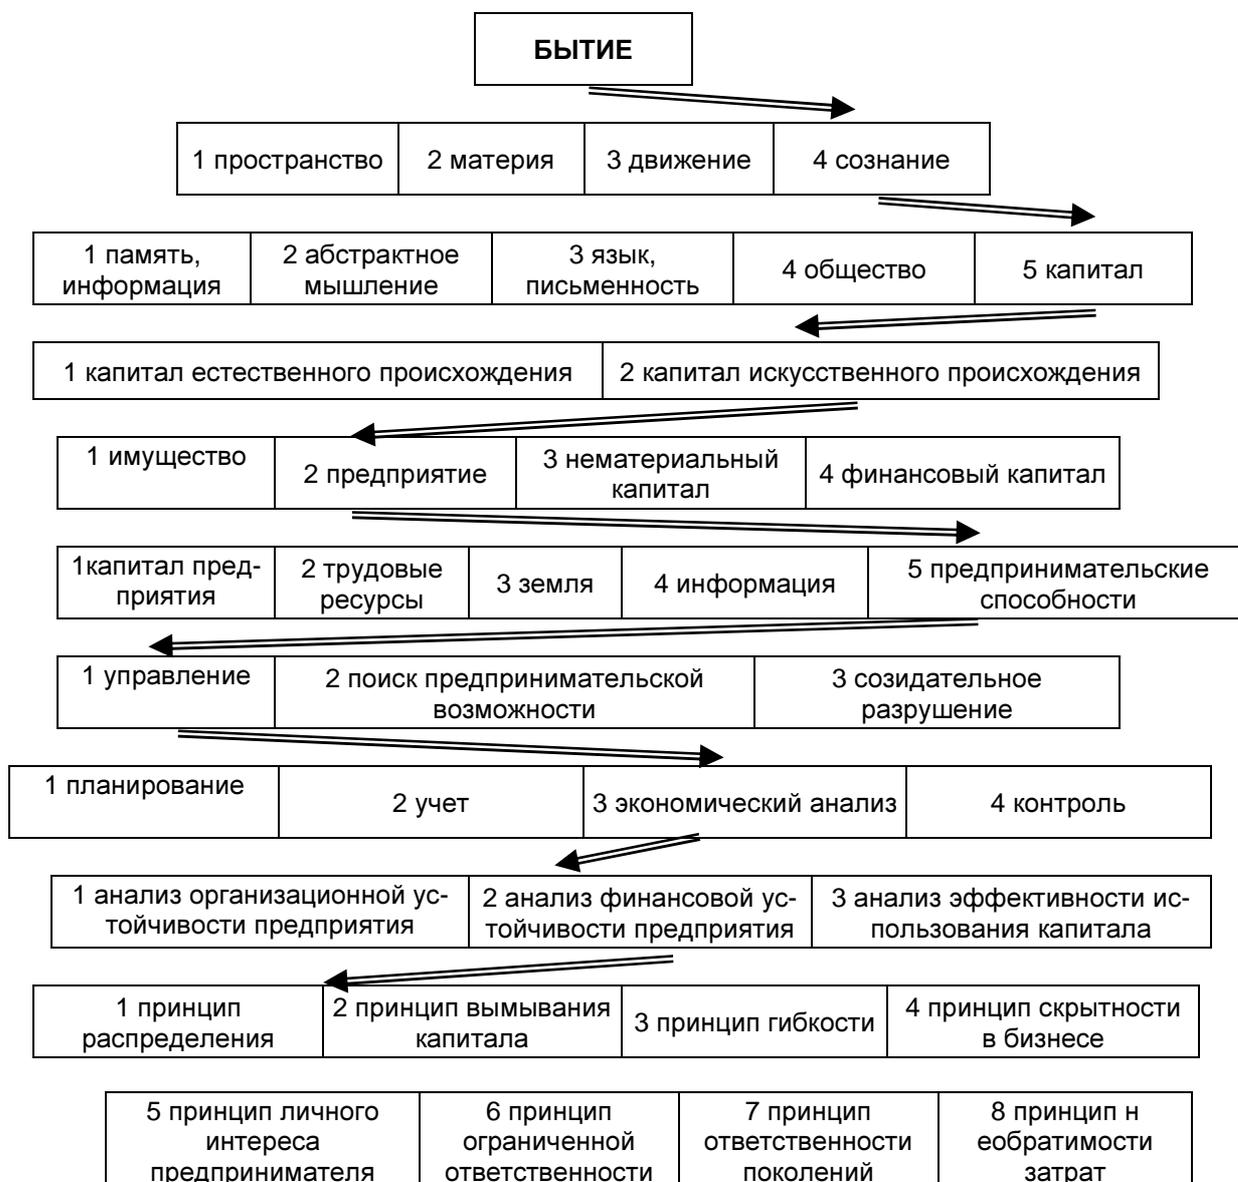 БЫТИЕ
1 пространство
2 материя
3 движение
4 сознание
1 память,
информация
2 абстрактное
мышление
3 язык,
письменность
4 общество
5 капитал
1 капитал естественного происхождения
2 капитал искусственного происхождения
1 имущество
2 предприятие
3 нематериальный
капитал
4 финансовый капитал
1капитал пред-
приятия
2 трудовые
ресурсы
3 земля
4 информация
5 предпринимательские
способности
1 управление
2 поиск предпринимательской
возможности
3 созидательное
разрушение
1 планирование
2 учет
3 экономический анализ
4 контроль
1 анализ организационной ус-
тойчивости предприятия
2 анализ финансовой ус-
тойчивости предприятия
3 анализ эффективности ис-
пользования капитала
1 принцип
распределения
2 принцип вымывания
капитала
3 принцип гибкости
4 принцип скрытности
в бизнесе
5 принцип личного
интереса
предпринимателя
6 принцип
ограниченной
ответственности
7 принцип
ответственности
поколений
8 принцип н
еобратимости
затрат